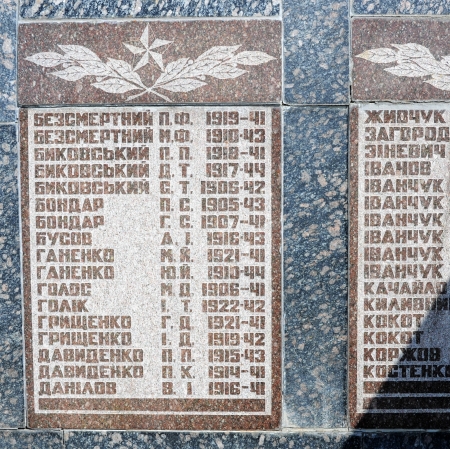 БЕЗСМЕРТНИЙ П.Ф. 1919-41
БЕЗСМЕРТНИЙ М.Ф. 1910-43
БИКОВСЬКИЙ П. П. 1918-41
БИКОВСЬКИЙ Д. Т. 1917-44
БИКОВСЬКИЙ С. Т. 1905-42
БОНДАР П. С. 1905-43
БОНДАР Г. Є. 1907-41
БУСОВ А. І. 1916-43
ГАНЕНКО М. Я. 1921-41
ГАНЕНКО Ю. Й. 1910-44
ГОЛОС М О. 1906-41
ГОЛІК І. Т. 1922-42
ГРИЩЕНКО Г. Д. 1921-41
ГРИЩЕНКО І. Д. 1919-42
ДАВИДЕНКО П. П. 1915-43
ДАВИДЕНКО П. К. 1914-41
ДАНІЛОВ В. І 1916-41
ЖИВЧУК
ЗАГОРОД
ЗІНЕВИЧ
ІВАЧОВ
ІВАНЧУК
ІВАНЧУК
ІВАНЧУК
ІВАНЧУК
ІВАНЧУК
ІВАНЧУК
КАЧАЙЛО
КИЛИВНИ
КОКОТ
КОКОТ
КОРЖОВ
КОСТЕНКО